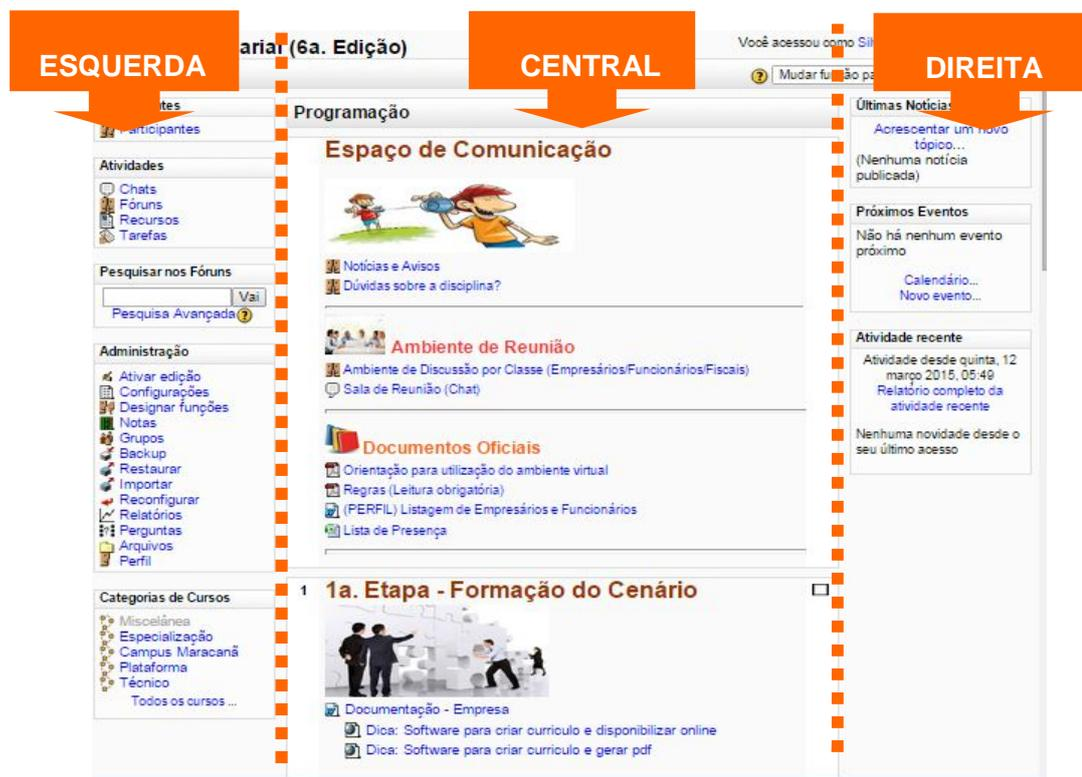 ESQUERDA
CENTRAL
DIREITA
(6a. Edição)
Você acessou como
Mudar função
Participantes
Atividades
Chats
Fóruns
Recursos
Tarefas
Pesquisar nos Fóruns
Vai
Pesquisa Avançada
Administração
Ativar edição
Configurações
Designar funções
Notas
Grupos
Backup
Restaurar
Importar
Reconfigurar
Relatórios
Perguntas
Arquivos
Perfil
Categorias de Cursos
Miscelânea
Especialização
Campus Maracanã
Plataforma
Técnico
Todos os cursos ...
Programação
Espaço de Comunicação
Notícias e Avisos
Dúvidas sobre a disciplina?
Ambiente de Reunião
Ambiente de Discussão por Classe (Empresários/Funcionários/Fiscais)
Sala de Reunião (Chat)
Documentos Oficiais
Orientação para utilização do ambiente virtual
Regras (Leitura obrigatória)
(PERFIL) Listagem de Empresários e Funcionários
Lista de Presença
1 1a. Etapa - Formação do Cenário
Documentação - Empresa
Dica: Software para criar curriculo e disponibilizar online
Dica: Software para criar curriculo e gerar pdf
Últimas Notícias
Acrescentar um novo
tópico...
(Nenhuma notícia
publicada)
Próximos Eventos
Não há nenhum evento
próximo
Calendário...
Novo evento...
Atividade recente
Atividade desde quinta, 12
março 2015, 05:49
Relatório completo da
atividade recente
Nenhuma novidade desde o
seu último acesso